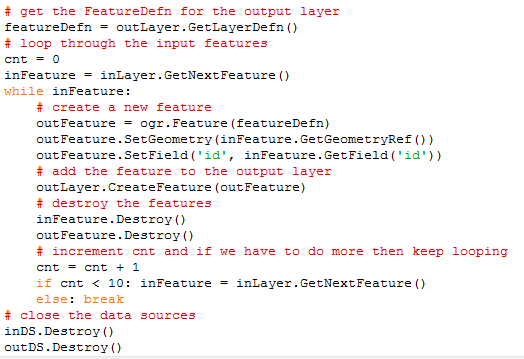 # get the FeatureDefn for the output layer
featureDefn = outLayer.GetLayerDefn()
# loop through the input features
cnt = 0
inFeature = inLayer.GetNextFeature()
while inFeature:
    # create a new feature
    outFeature = ogr.Feature(featureDefn)
    outFeature.SetGeometry(inFeature.GetGeometryRef())
    outFeature.SetField('id', inFeature.GetField('id'))
    # add the feature to the output layer
    outLayer.CreateFeature(outFeature)
    # destroy the features
    inFeature.Destroy()
    outFeature.Destroy()
    # increment cnt and if we have to do more then keep looping
    cnt = cnt + 1
    if cnt < 10: inFeature = inLayer.GetNextFeature()
    else: break
# close the data sources
inDS.Destroy()
outDS.Destroy()